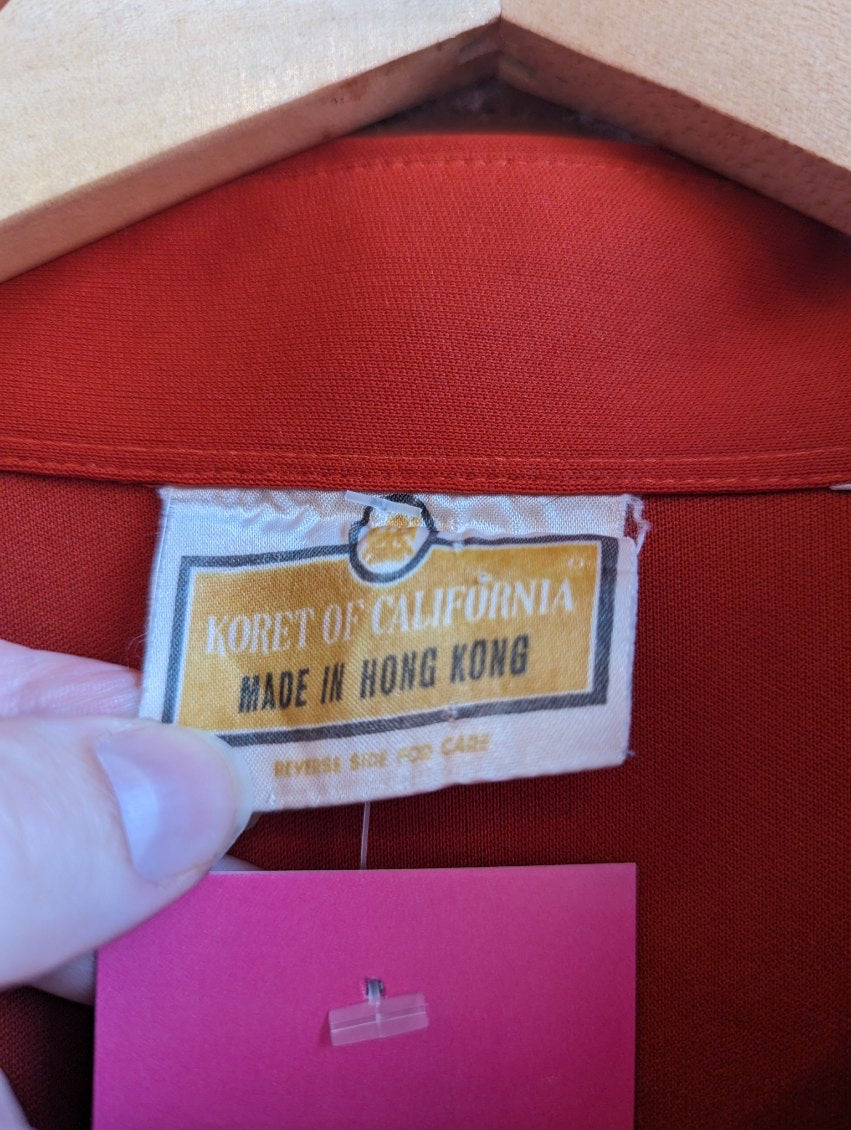 KORET OF CALIFORNIA
MADE IN HONG KONG
REVERSE SIDE FOR CARE